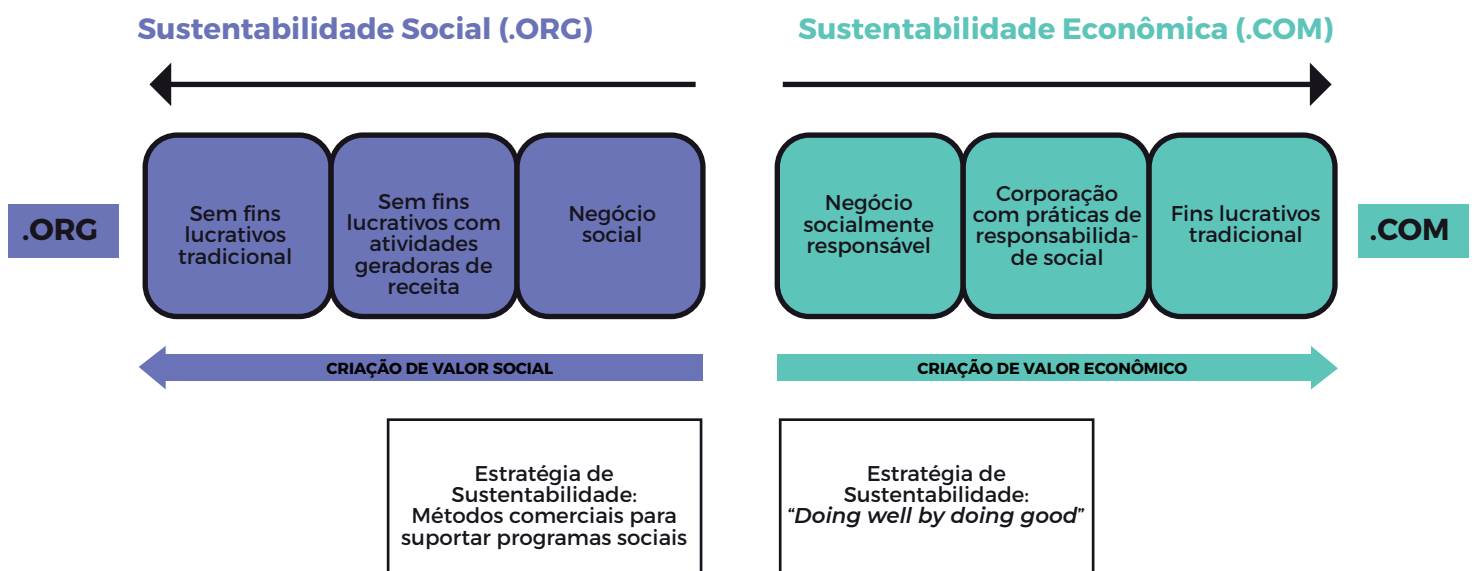 Sustentabilidade Social (.ORG)
Sustentabilidade Econômica (.COM)
.ORG
Sem fins
lucrativos
tradicional
Sem fins
lucrativos com
atividades
geradoras de
receita
Negócio
social
Negócio
socialmente
responsável
Corporação
com práticas de
responsabilida-
de social
Fins lucrativos
tradicional
.COM
CRIAÇÃO DE VALOR SOCIAL
CRIAÇÃO DE VALOR ECONÔMICO
Estratégia de
Sustentabilidade:
Métodos comerciais para
suportar programas sociais
Estratégia de
Sustentabilidade:
“Doing well by doing good”